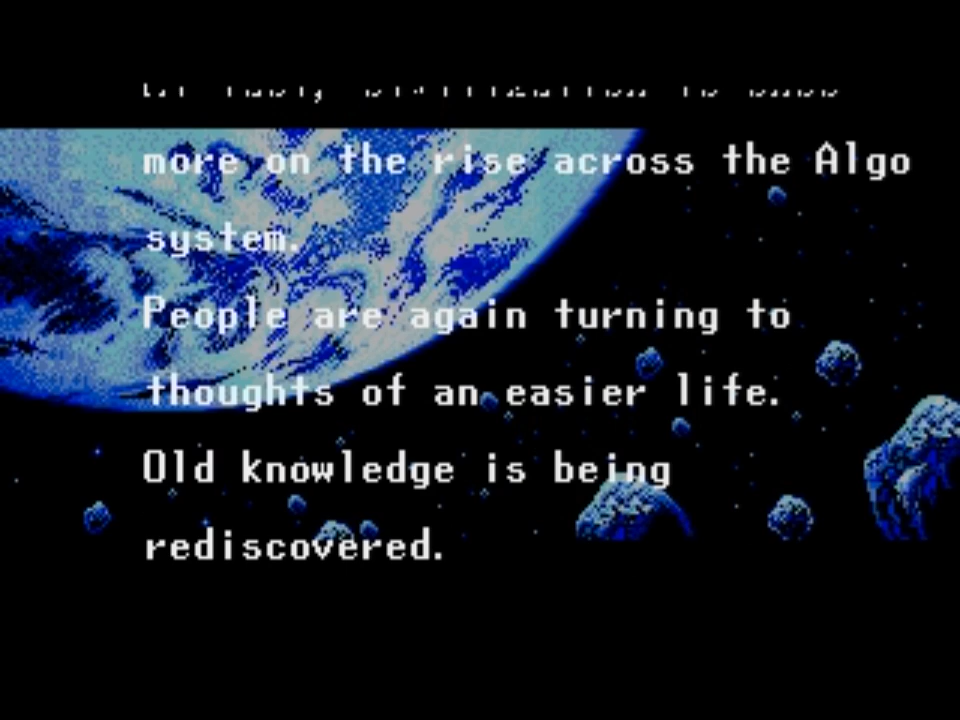 more on the rise across the Algo
system.
People are again turning to
thoughts of an easier life.
Old knowledge is being
rediscovered.